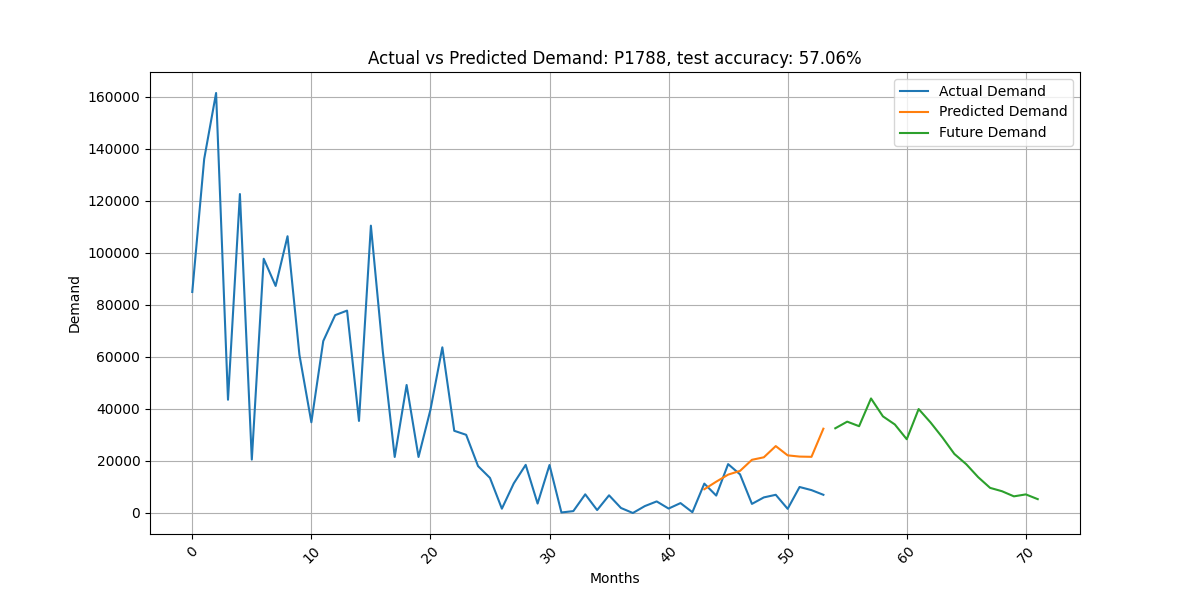 Actual vs Predicted Demand: P1788, test accuracy: 57.06%
Actual Demand
Predicted Demand
Future Demand
160000
140000
120000
100000
80000
60000
40000
20000
0
Demand
0 10 20 30 40 50 60 70
Months